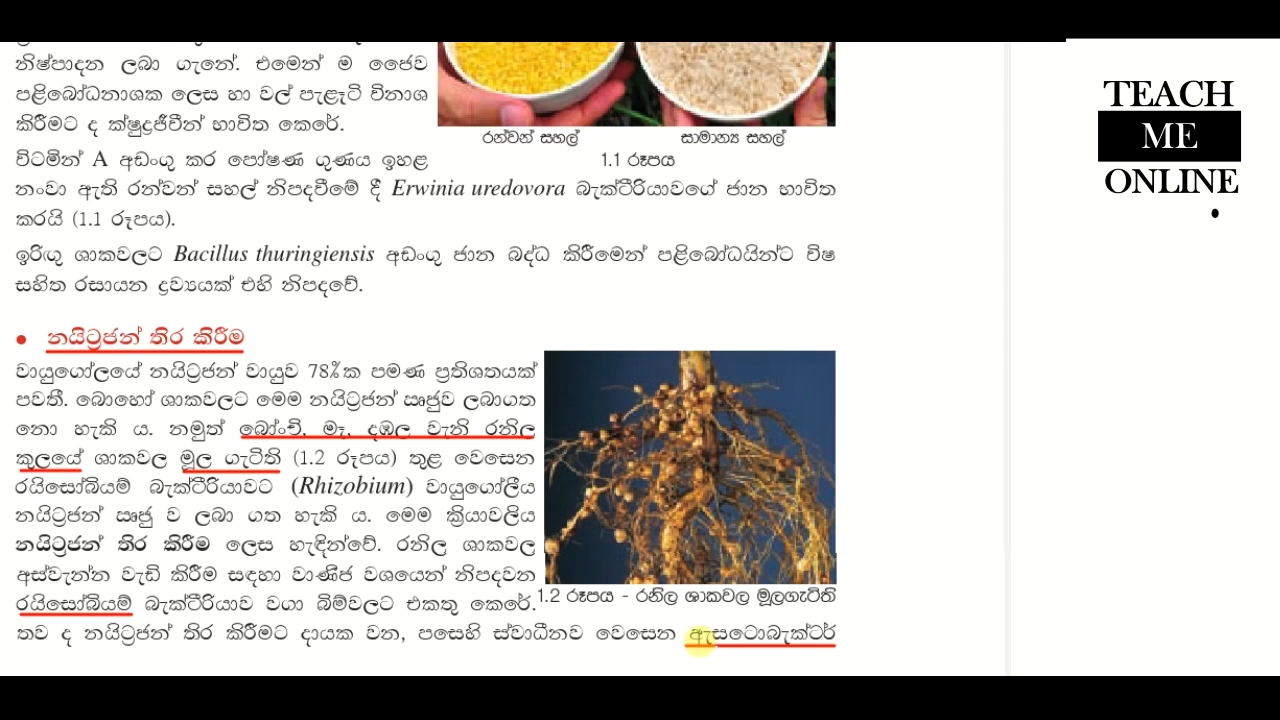 නිෂ්පාදන ලබා ගැනේ. එමෙන් ම ජෛව
පළිබෝධනාශක ලෙස හා වල් පැළෑටි විනාශ
කිරීමට ද ක්ෂුද්‍රජීවීන් භාවිත කෙරේ.
රන්වන් සහල්
සාමාන්‍ය සහල්
1.1 රූපය
විටමින් A අඩංගු කර පෝෂණ ගුණය ඉහළ
නංවා ඇති රන්වන් සහල් නිපදවීමේ දී Erwinia uredovora බැක්ටීරියාවගේ ජාන භාවිත
කරයි (1.1 රූපය).
ඉරිඟු ශාකවලට Bacillus thuringiensis අඩංගු ජාන බද්ධ කිරීමෙන් පළිබෝධයින්ට විෂ
සහිත රසායන ද්‍රව්‍යයක් එහි නිපදවේ.
• නයිට්‍රජන් තිර කිරීම
වායුගෝලයේ නයිට්‍රජන් වායුව 78%ක පමණ ප්‍රතිශතයක්
පවතී. බොහෝ ශාකවලට මෙම නයිට්‍රජන් ඍජුව ලබාගත
නො හැකි ය. නමුත් බෝංචි, මෑ, දඹල වැනි රනිල
කුලයේ ශාකවල මූල ගැටිති (1.2 රූපය) තුළ වෙසෙන
රයිසෝබියම් බැක්ටීරියාවට (Rhizobium) වායුගෝලීය
නයිට්‍රජන් ඍජු ව ලබා ගත හැකි ය. මෙම ක්‍රියාවලිය
නයිට්‍රජන් තිර කිරීම ලෙස හැඳින්වේ. රනිල ශාකවල
අස්වැන්න වැඩි කිරීම සඳහා වාණිජ වශයෙන් නිපදවන
රයිසෝබියම් බැක්ටීරියාව වගා බිම්වලට එකතු කෙරේ.
1.2 රූපය - රනිල ශාකවල මූලගැටිති
තව ද නයිට්‍රජන් තිර කිරීමට දායක වන, පසෙහි ස්වාධීනව වෙසෙන ඇසටොබැක්ටර්
TEACH
ME
ONLINE